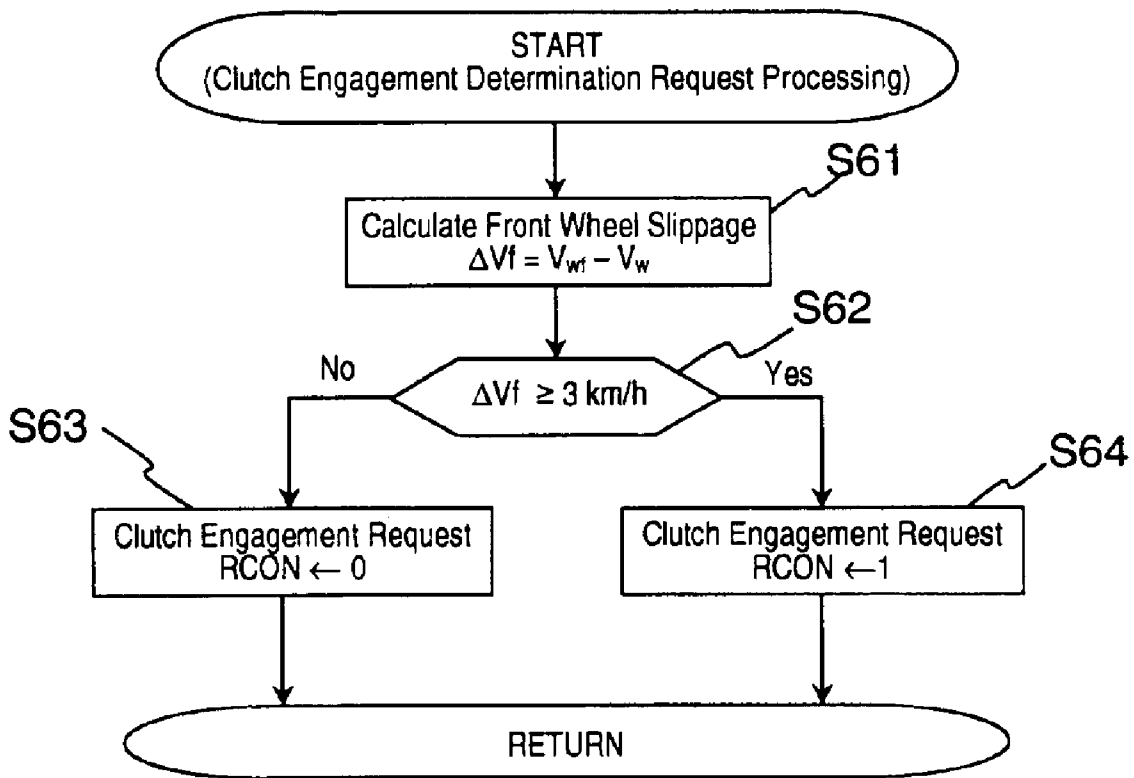 START
(Clutch Engagement Determination Request Processing)
S61
Calculate Front Wheel Slippage
ΔVf = Vwf – Vw
S62
No
ΔVf ≥ 3 km/h
Yes
S63
S64
Clutch Engagement Request
RCON ← 0
Clutch Engagement Request
RCON ←1
RETURN